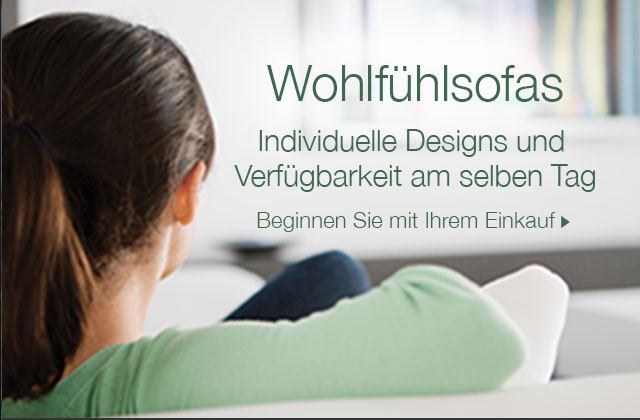 Wohlfühlsofas
Individuelle Designs und
Verfügbarkeit am selben Tag
Beginnen Sie mit Ihrem Einkauf